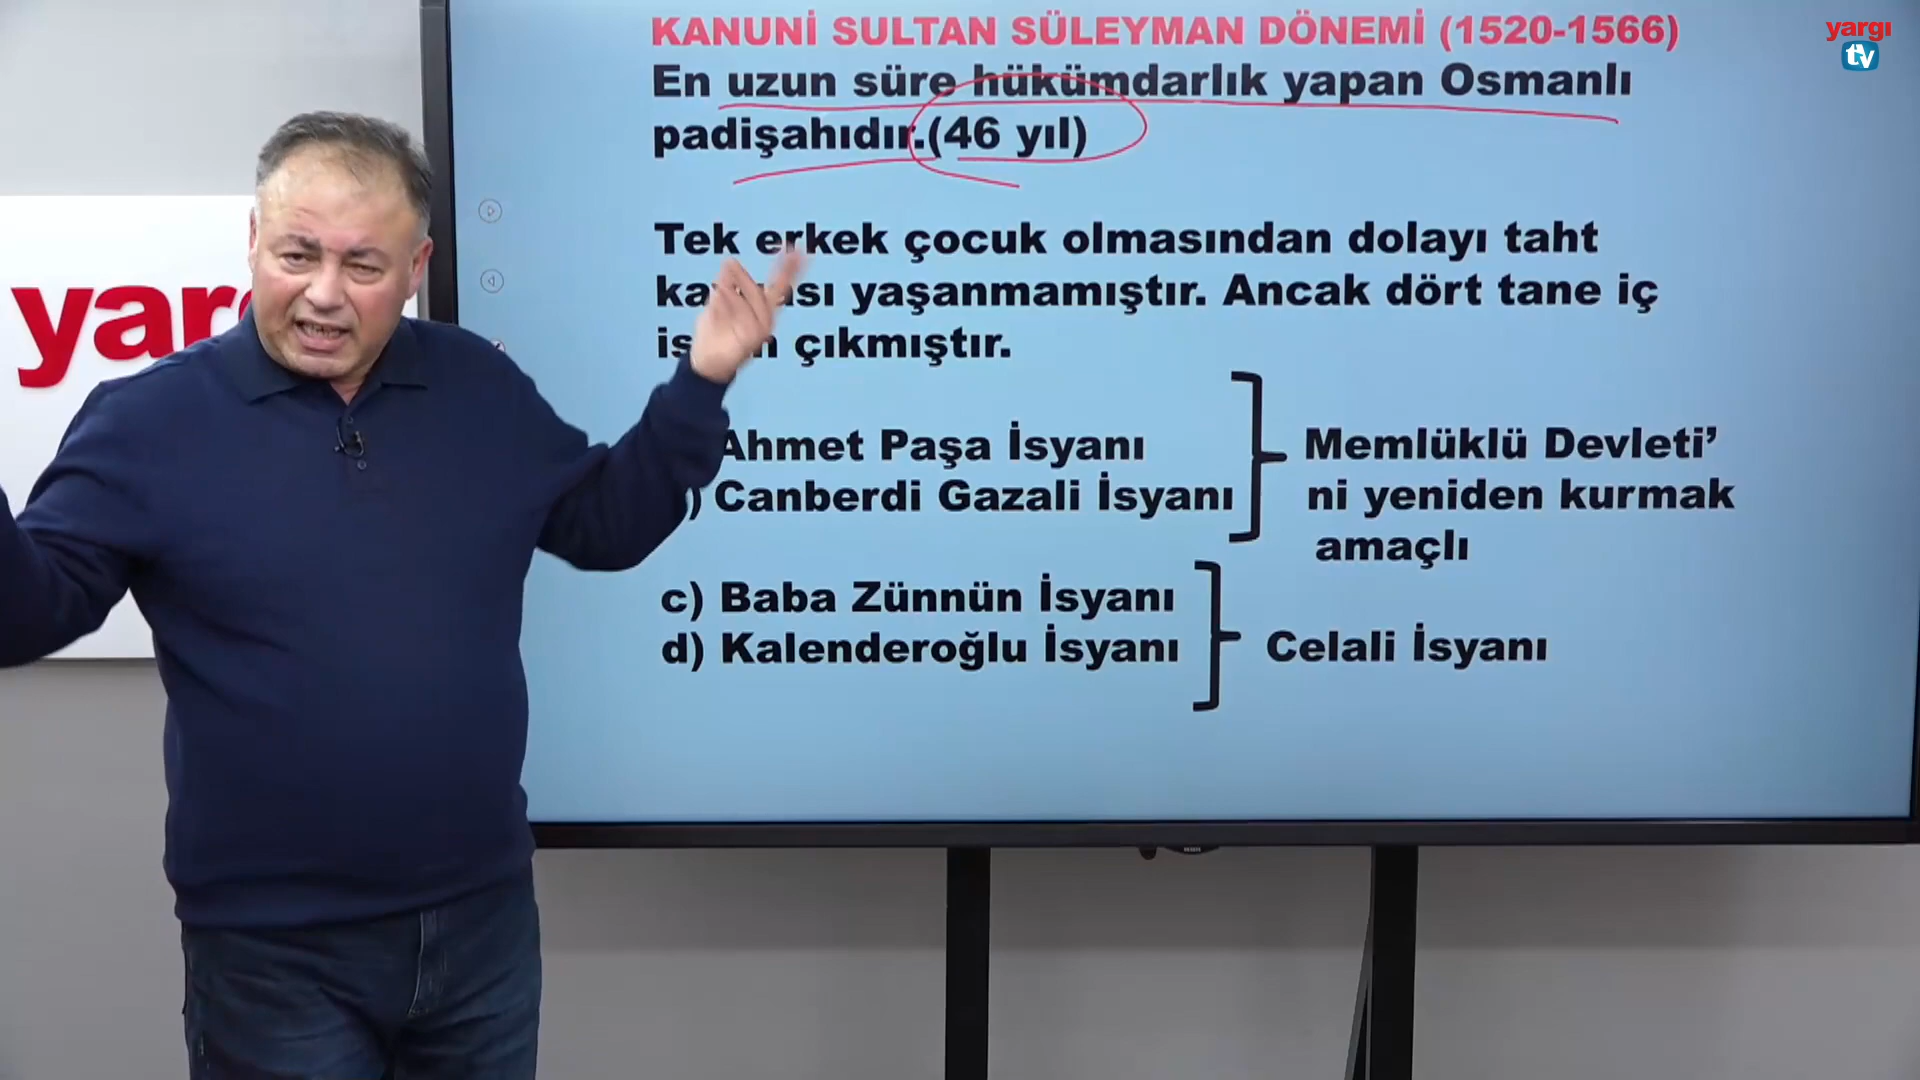 KANUNİ SULTAN SÜLEYMAN DÖNEMİ (1520-1566)
En uzun süre hükümdarlık yapan Osmanlı
padişahıdır.(46 yıl)
Tek erkek çocuk olmasından dolayı taht
yaşanmamıştır. Ancak dört tane iç
çıkmıştır.
Ahmet Paşa İsyanı
) Canberdi Gazali İsyanı
Memlüklü Devleti’
ni yeniden kurmak
amaçlı
c) Baba Zünnün İsyanı
d) Kalenderoğlu İsyanı
Celali İsyanı
yargı
tv